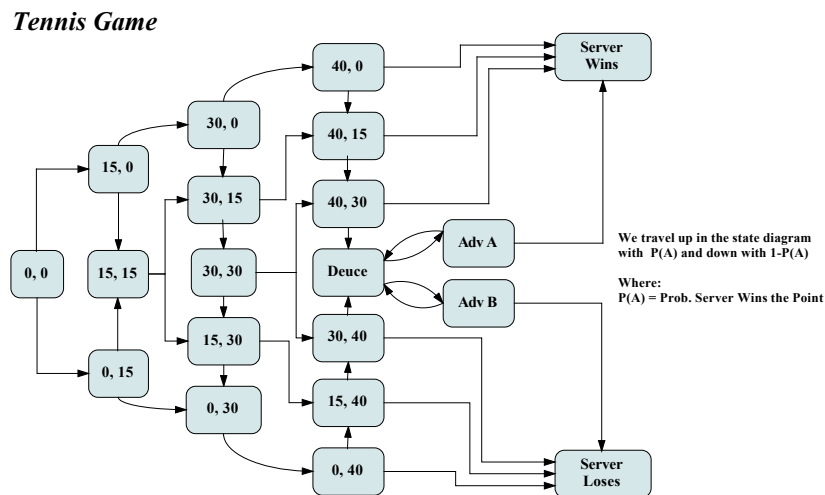 Tennis Game
40, 0
Server
Wins
30, 0
40, 15
15, 0
30, 15
40, 30
Adv A
0, 0
15, 15
30, 30
Deuce
Adv B
We travel up in the state diagram
with P(A) and down with 1-P(A)
Where:
P(A) = Prob. Server Wins the Point
15, 30
30, 40
0, 15
0, 30
15, 40
0, 40
Server
Loses